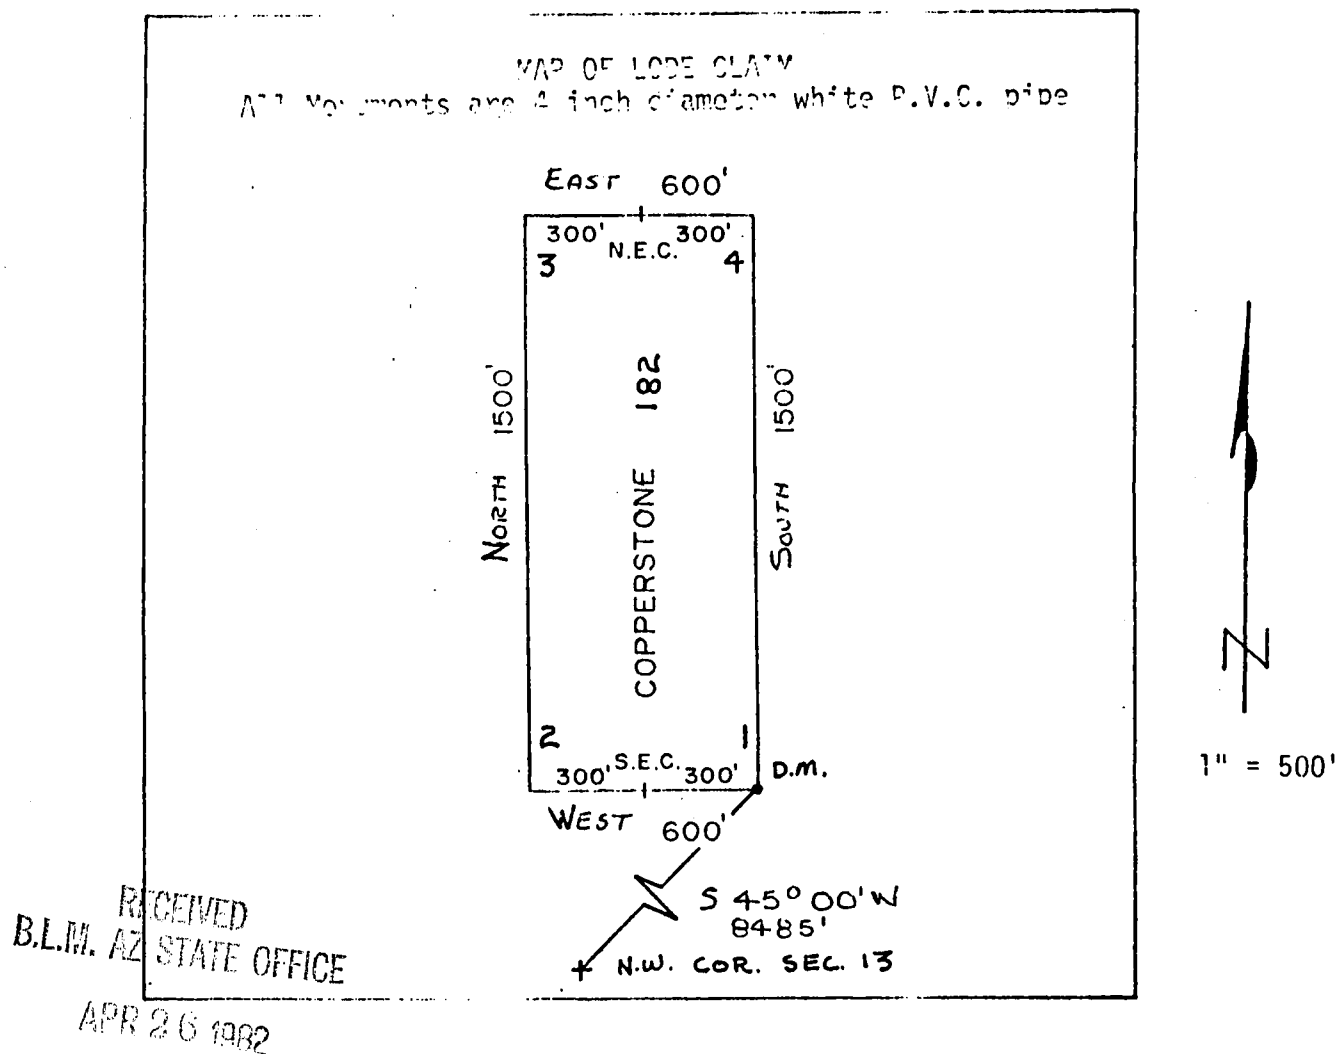 MAP OF LODE CLAIM
All Monuments are 4 inch diameter white P.V.C. pipe
EAST 600'
300' 300'
N.E.C.
3 4
NORTH 1500'
COPPERSTONE 182
SOUTH 1500'
2 1
S.E.C.
300' 300'
D.M.
WEST 600'
S 45° 00' W
8485'
N.W. COR. SEC. 13
N
1" = 500'
RECEIVED
B.L.M. AZ STATE OFFICE
APR 26 1982